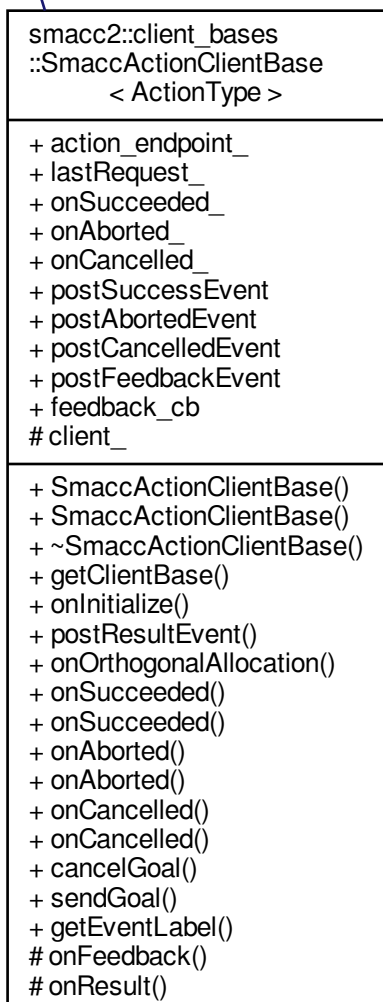 smacc2::client_bases
::SmaccActionClientBase
< ActionType >
+ action_endpoint_
+ lastRequest_
+ onSucceeded_
+ onAborted_
+ onCancelled_
+ postSuccessEvent
+ postAbortedEvent
+ postCancelledEvent
+ postFeedbackEvent
+ feedback_cb
# client_
+ SmaccActionClientBase()
+ SmaccActionClientBase()
+ ~SmaccActionClientBase()
+ getClientBase()
+ onInitialize()
+ postResultEvent()
+ onOrthogonalAllocation()
+ onSucceeded()
+ onSucceeded()
+ onAborted()
+ onAborted()
+ onCancelled()
+ onCancelled()
+ cancelGoal()
+ sendGoal()
+ getEventLabel()
# onFeedback()
# onResult()